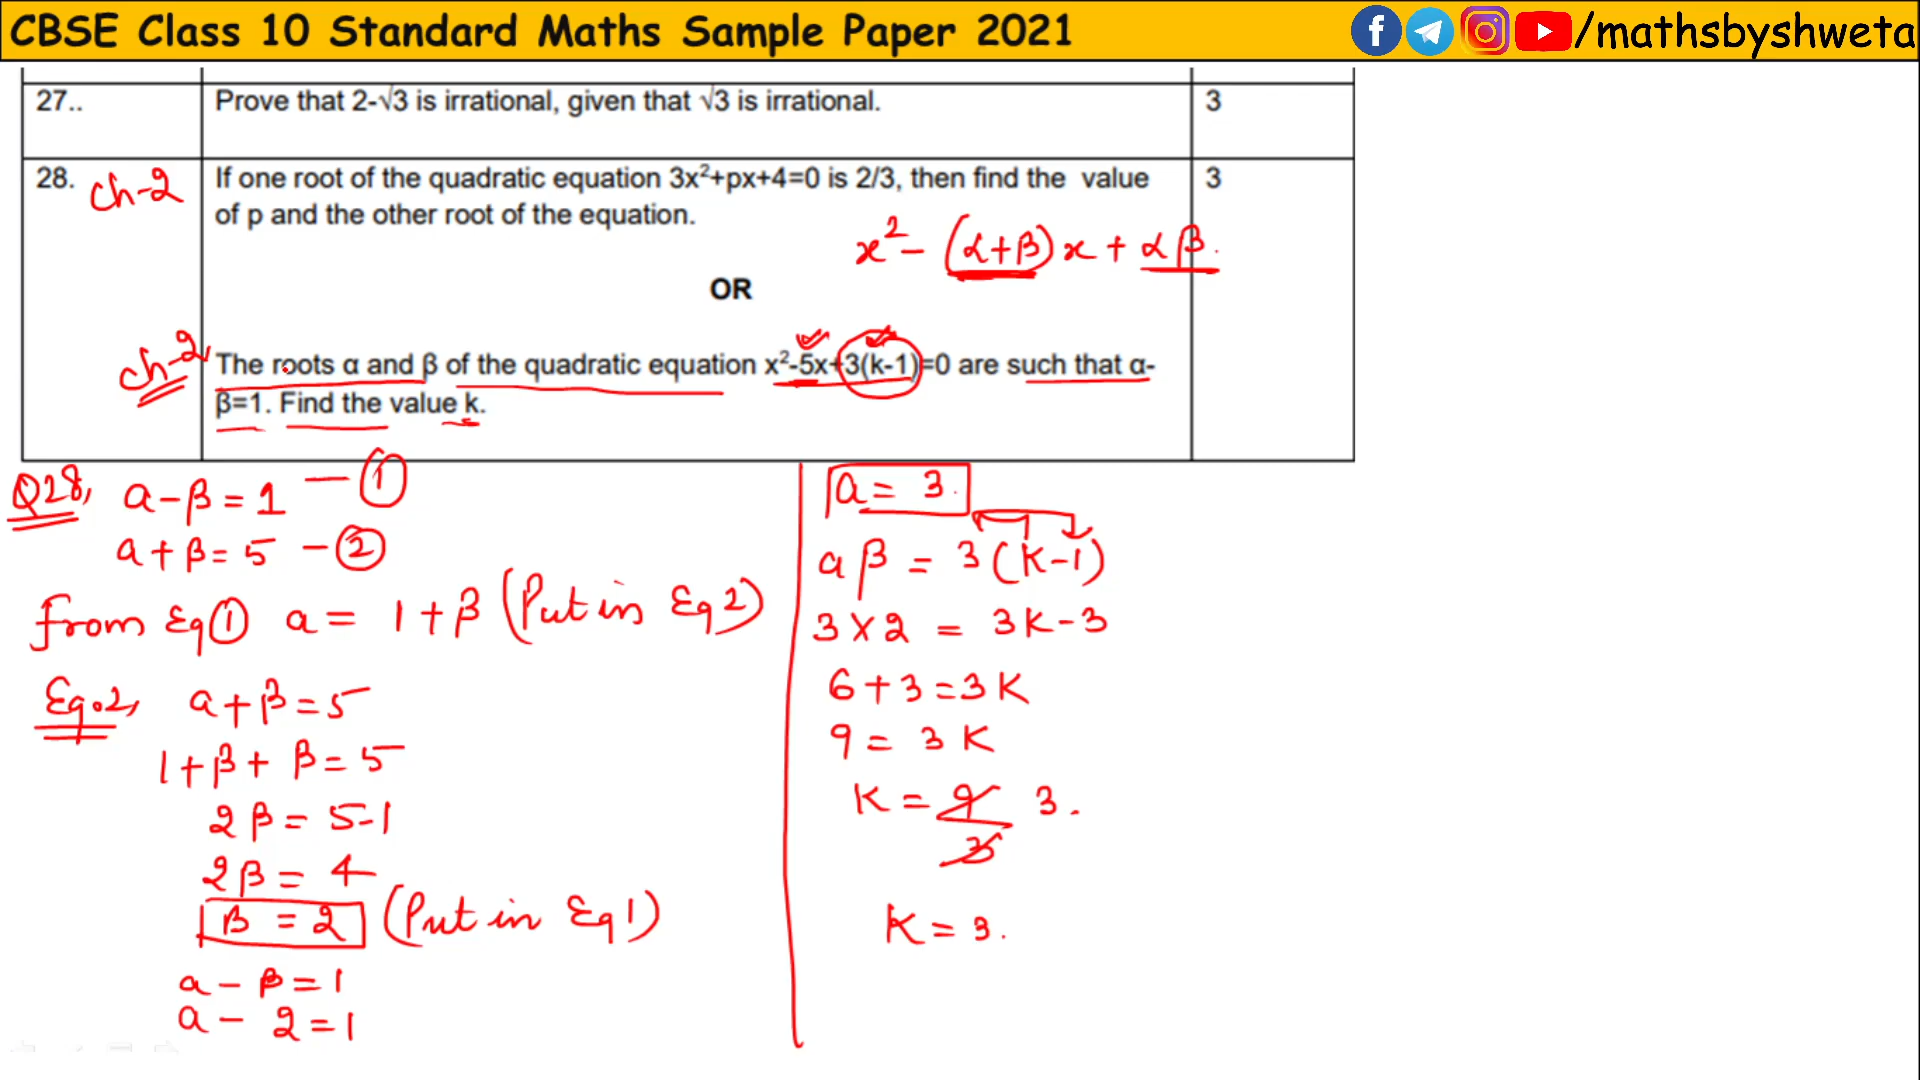 CBSE Class 10 Standard Maths Sample Paper 2021 /mathsbyshweta
27.. Prove that 2-√3 is irrational, given that √3 is irrational. 3
28. Ch-2 If one root of the quadratic equation 3x²+px+4=0 is 2/3, then find the value 3
of p and the other root of the equation.
x² - (α+β)x + αβ.
OR
Ch-2 The roots α and β of the quadratic equation x²-5x+3(k-1)=0 are such that α-
β=1. Find the value k.
Q28, a-β = 1 — ①
a+β = 5 — ②
from Eq ① a = 1+β (Put in Eq 2)
Eq.2, a+β = 5
1+β+β = 5
2β = 5-1
2β = 4
β = 2 (Put in Eq 1)
a - β = 1
a - 2 = 1
a = 3.
aβ = 3(K-1)
3 x 2 = 3K-3
6+3 = 3K
9 = 3K
K = 9/3 3.
K = 3.